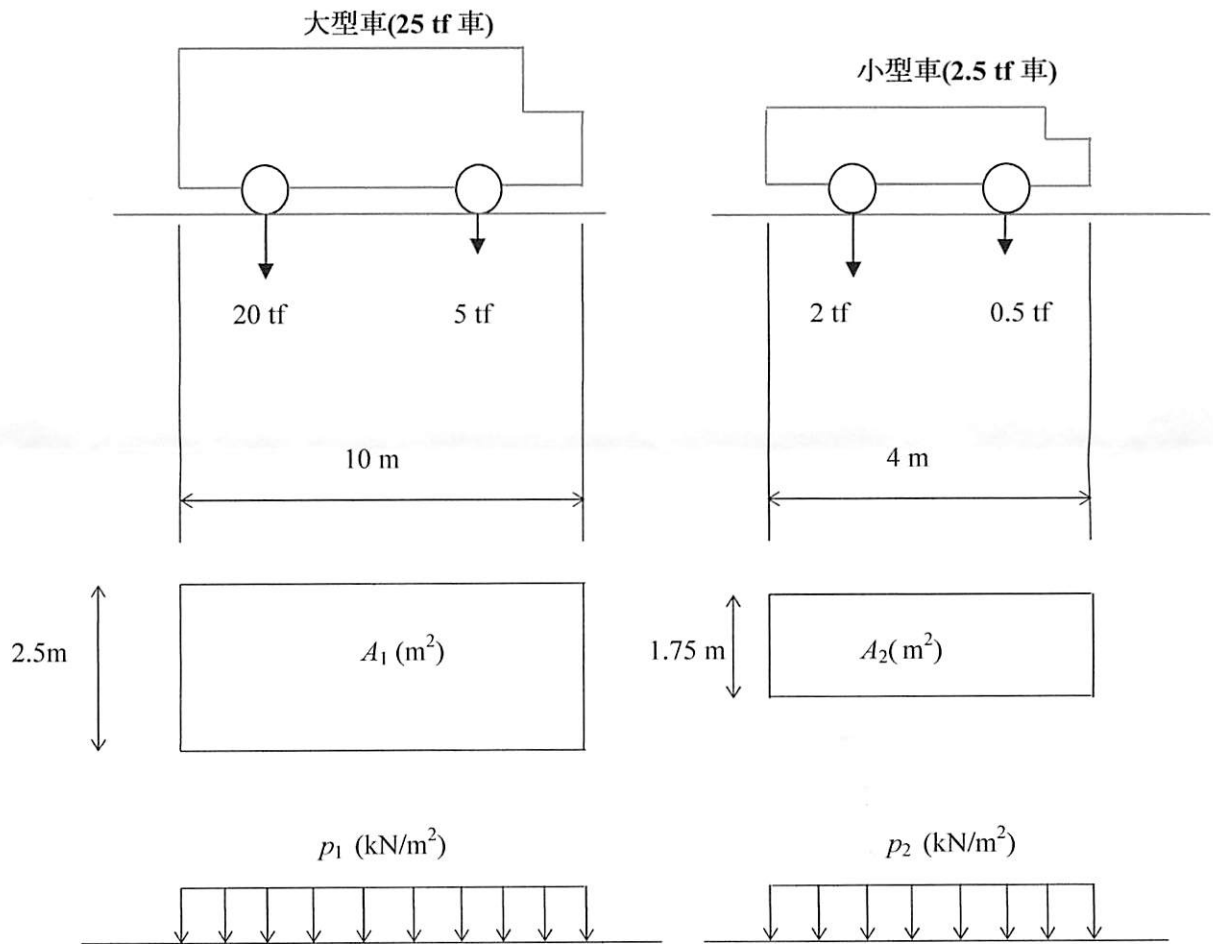 大型車(25 tf 車)
小型車(2.5 tf 車)
20 tf
5 tf
2 tf
0.5 tf
10 m
4 m
2.5m
A₁ (m²)
1.75 m
A₂( m²)
p₁ (kN/m²)
p₂ (kN/m²)